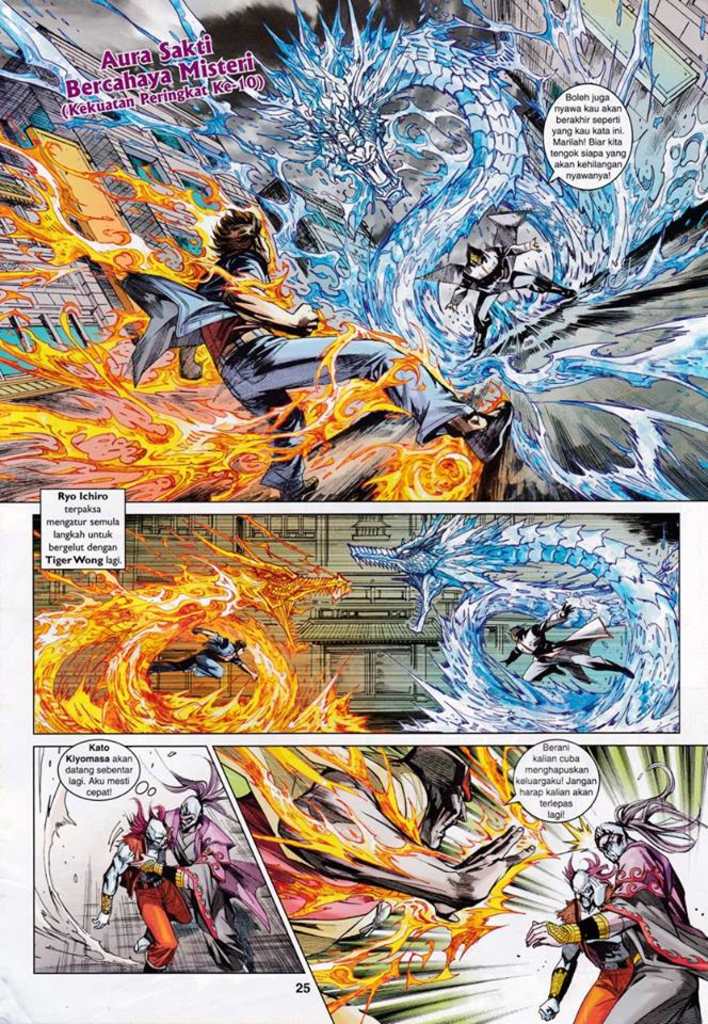 Aura Sakti
Bercahaya Misteri
(Kekuatan Peringkat Ke-10)
Boleh juga
nyawa kau akan
berakhir seperti
yang kau kata ini.
Marilah! Biar kita
tengok siapa yang
akan kehilangan
nyawanya!
Ryo Ichiro
terpaksa
mengatur semula
langkah untuk
bergelut dengan
Tiger Wong lagi.
Kato
Kiyomasa akan
datang sebentar
lagi. Aku mesti
cepat!
Berani
kalian cuba
menghapuskan
keluargaku! Jangan
harap kalian akan
terlepas
lagi!
25